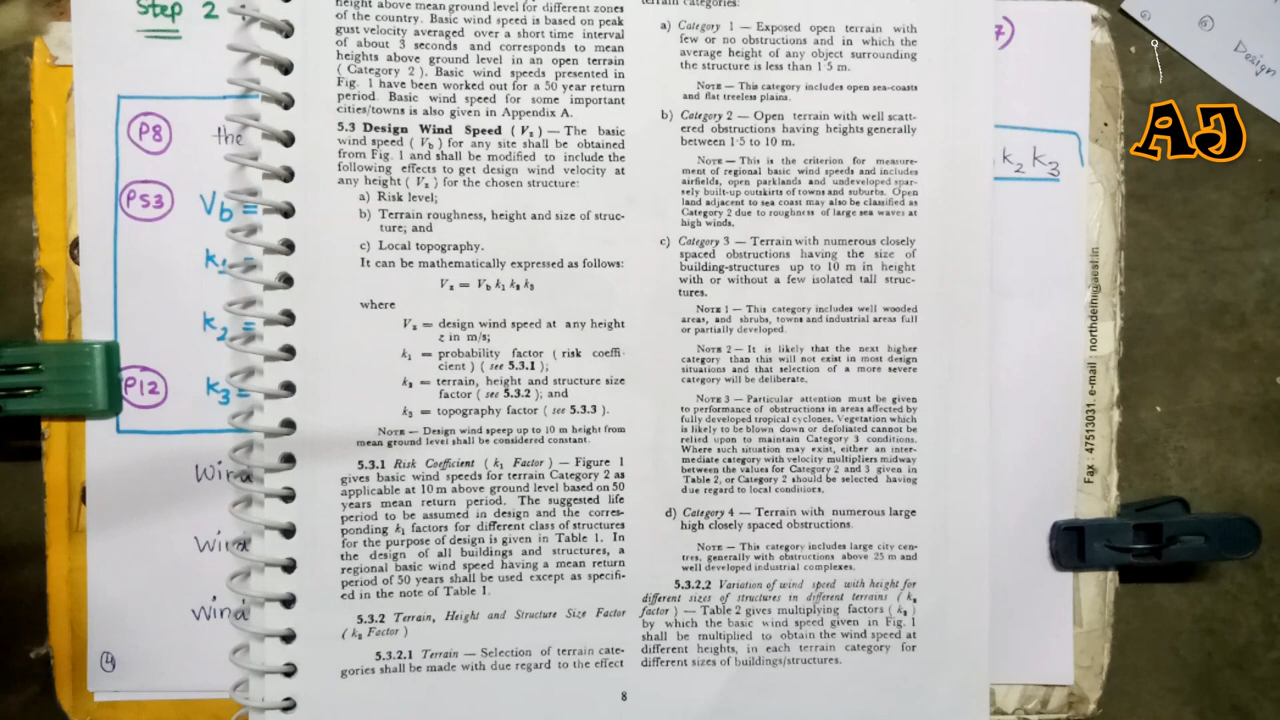 Step 2 :
P8
the
P53
Vb =
k1 =
k2 =
P12
k3 =
Wind
Wind
Wind
4
height above mean ground level for different zones
of the country. Basic wind speed is based on peak
gust velocity averaged over a short time interval
of about 3 seconds and corresponds to mean
heights above ground level in an open terrain
( Category 2 ). Basic wind speeds presented in
Fig. 1 have been worked out for a 50 year return
period. Basic wind speed for some important
cities/towns is also given in Appendix A.
5.3 Design Wind Speed ( Vz ) — The basic
wind speed ( Vb ) for any site shall be obtained
from Fig. 1 and shall be modified to include the
following effects to get design wind velocity at
any height ( Vz ) for the chosen structure:
a) Risk level;
b) Terrain roughness, height and size of struc-
ture; and
c) Local topography.
It can be mathematically expressed as follows:
Vz = Vb k1 k2 k3
where
Vz = design wind speed at any height
z in m/s;
k1 = probability factor ( risk coeffi-
cient ) ( see 5.3.1 );
k2 = terrain, height and structure size
factor ( see 5.3.2 ); and
k3 = topography factor ( see 5.3.3 ).
NOTE — Design wind speep up to 10 m height from
mean ground level shall be considered constant.
5.3.1 Risk Coefficient ( k1 Factor ) — Figure 1
gives basic wind speeds for terrain Category 2 as
applicable at 10 m above ground level based on 50
years mean return period. The suggested life
period to be assumed in design and the corres-
ponding k1 factors for different class of structures
for the purpose of design is given in Table 1. In
the design of all buildings and structures, a
regional basic wind speed having a mean return
period of 50 years shall be used except as specifi-
ed in the note of Table 1.
5.3.2 Terrain, Height and Structure Size Factor
( k2 Factor )
5.3.2.1 Terrain — Selection of terrain cate-
gories shall be made with due regard to the effect
terrain categories:
a) Category 1 — Exposed open terrain with
few or no obstructions and in which the
average height of any object surrounding
the structure is less than 1·5 m.
NOTE — This category includes open sea-coasts
and flat treeless plains.
b) Category 2 — Open terrain with well scatt-
ered obstructions having heights generally
between 1·5 to 10 m.
NOTE — This is the criterion for measure-
ment of regional basic wind speeds and includes
airfields, open parklands and undeveloped spar-
sely built-up outskirts of towns and suburbs. Open
land adjacent to sea coast may also be classified as
Category 2 due to roughness of large sea waves at
high winds.
c) Category 3 — Terrain with numerous closely
spaced obstructions having the size of
building-structures up to 10 m in height
with or without a few isolated tall struc-
tures.
NOTE 1 — This category includes well wooded
areas, and shrubs, towns and industrial areas full
or partially developed.
NOTE 2 — It is likely that the next higher
category than this will not exist in most design
situations and that selection of a more severe
category will be deliberate.
NOTE 3 — Particular attention must be given
to performance of obstructions in areas affected by
fully developed tropical cyclones. Vegetation which
is likely to be blown down or defoliated cannot be
relied upon to maintain Category 3 conditions.
Where such situation may exist, either an inter-
mediate category with velocity multipliers midway
between the values for Category 2 and 3 given in
Table 2, or Category 2 should be selected having
due regard to local conditions.
d) Category 4 — Terrain with numerous large
high closely spaced obstructions.
NOTE — This category includes large city cen-
tres, generally with obstructions above 25 m and
well developed industrial complexes.
5.3.2.2 Variation of wind speed with height for
different sizes of structures in different terrains ( k2
factor ) — Table 2 gives multiplying factors ( k2 )
by which the basic wind speed given in Fig. 1
shall be multiplied to obtain the wind speed at
different heights, in each terrain category for
different sizes of buildings/structures.
8
7)
k2 k3
Fax : 47513031. e-mail : northdelhi@aesl.in
Design
AJ